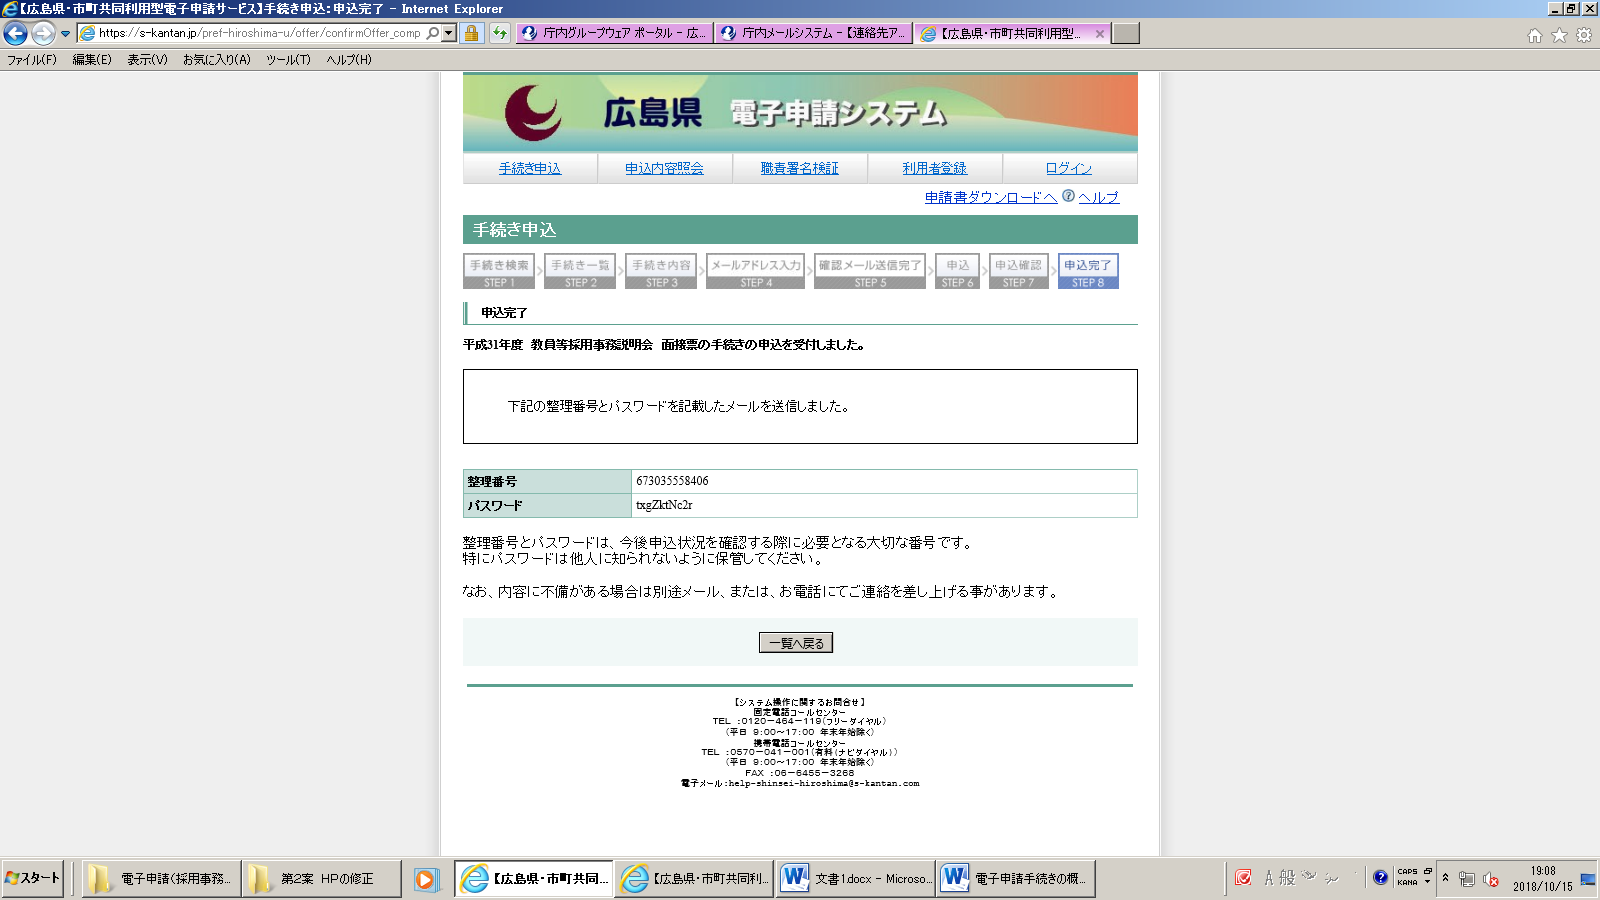 【広島県・市町共同利用型電子申請サービス】手続き申込：申込完了 - Internet Explorer
https://s-kantan.jp/pref-hiroshima-u/offer/confirmOffer_comp
庁内グループウェア ポータル - 広...
庁内メールシステム - 【連絡先ア...
【広島県・市町共同利用型...
ファイル(F) 編集(E) 表示(V) お気に入り(A) ツール(T) ヘルプ(H)
広島県 電子申請システム
手続き申込 申込内容照会 職責署名検証 利用者登録 ログイン
申請書ダウンロードへ ヘルプ
手続き申込
手続き検索 手続き一覧 手続き内容 メールアドレス入力 確認メール送信完了 申込 申込確認 申込完了
STEP 1 STEP 2 STEP 3 STEP 4 STEP 5 STEP 6 STEP 7 STEP 8
申込完了
平成31年度　教員等採用事務説明会　面接票の手続きの申込を受付しました。
下記の整理番号とパスワードを記載したメールを送信しました。
整理番号 673035558406
パスワード txgZktNc2r
整理番号とパスワードは、今後申込状況を確認する際に必要となる大切な番号です。
特にパスワードは他人に知られないように保管してください。
なお、内容に不備がある場合は別途メール、または、お電話にてご連絡を差し上げる事があります。
一覧へ戻る
【システム操作に関するお問合せ】
固定電話コールセンター
TEL ：0120－464－119（フリーダイヤル）
（平日 9:00～17:00 年末年始除く）
携帯電話コールセンター
TEL ：0570－041－001（有料（ナビダイヤル））
（平日 9:00～17:00 年末年始除く）
FAX ：06－6455－3268
電子メール：help-shinsei-hiroshima@s-kantan.com
スタート
電子申請（採用事務...
第2案 HPの修正
【広島県・市町共同...
【広島県・市町共同利...
文書1.docx - Microso...
電子申請手続きの概...
A 般
CAPS
KANA
19:08
2018/10/15